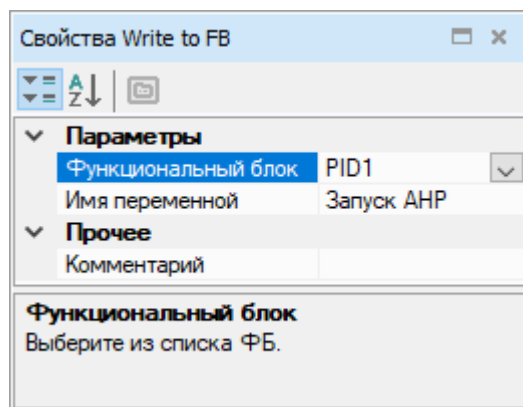 Свойства Write to FB
Параметры
Функциональный блок PID1
Имя переменной Запуск АНР
Прочее
Комментарий
Функциональный блок
Выберите из списка ФБ.